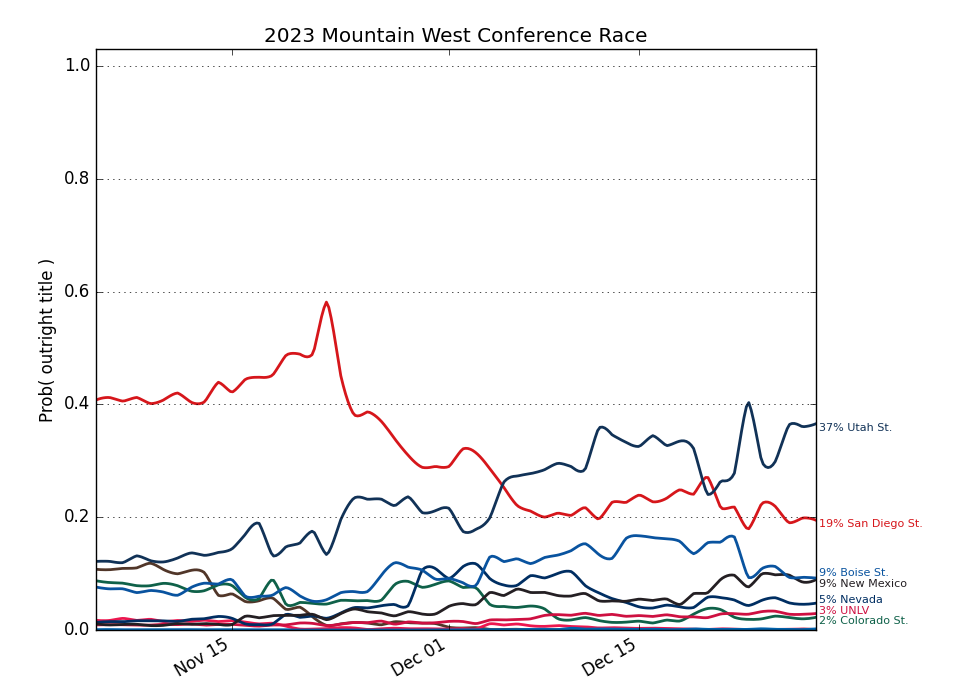 2023 Mountain West Conference Race
1.0
0.8
0.6
0.4
0.2
0.0
Prob( outright title )
Nov 15
Dec 01
Dec 15
37% Utah St.
19% San Diego St.
9% Boise St.
9% New Mexico
5% Nevada
3% UNLV
2% Colorado St.